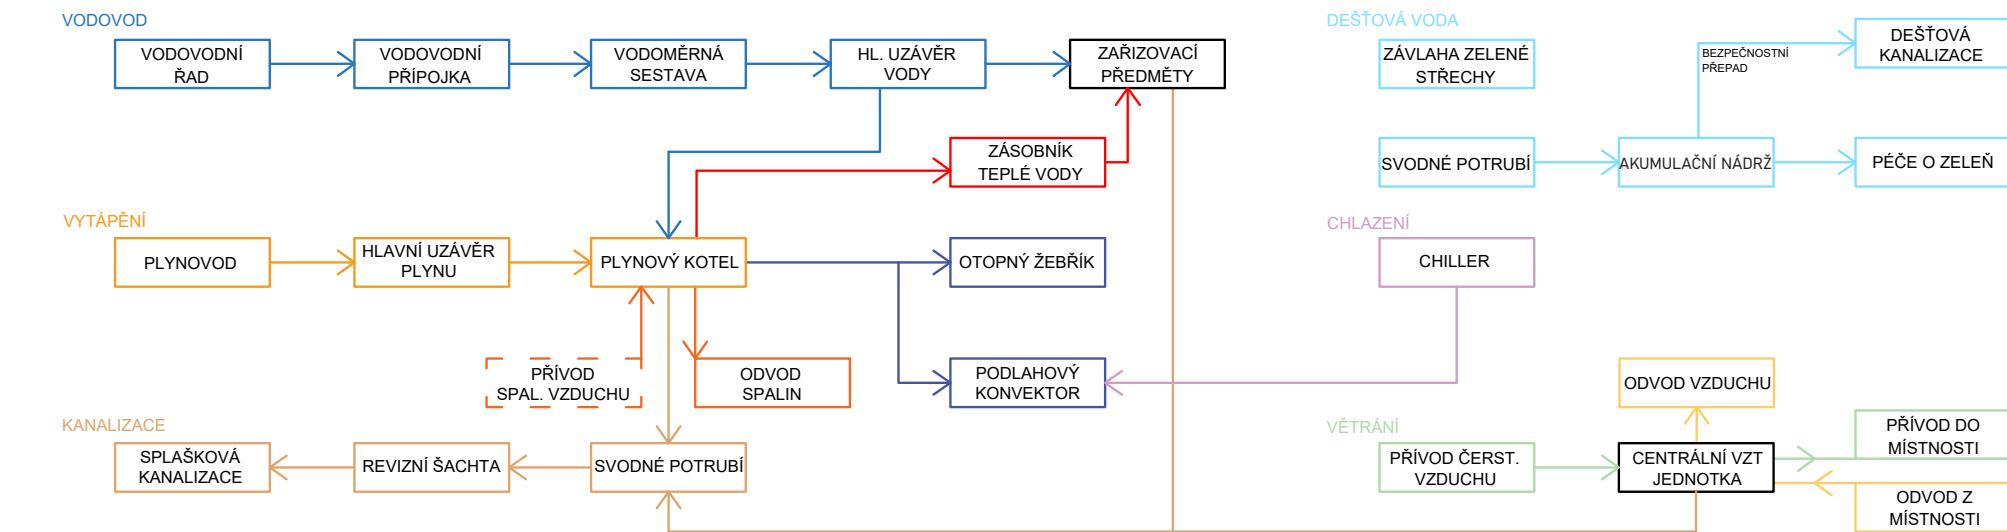 VODOVOD
VODOVODNÍ
ŘAD
VODOVODNÍ
PŘÍPOJKA
VODOMĚRNÁ
SESTAVA
HL. UZÁVĚR
VODY
ZAŘIZOVACÍ
PŘEDMĚTY
ZÁSOBNÍK
TEPLÉ VODY
VYTÁPĚNÍ
PLYNOVOD
HLAVNÍ UZÁVĚR
PLYNU
PLYNOVÝ KOTEL
OTOPNÝ ŽEBŘÍK
PŘÍVOD
SPAL. VZDUCHU
ODVOD
SPALIN
PODLAHOVÝ
KONVEKTOR
KANALIZACE
SPLAŠKOVÁ
KANALIZACE
REVIZNÍ ŠACHTA
SVODNÉ POTRUBÍ
DEŠŤOVÁ VODA
ZÁVLAHA ZELENÉ
STŘECHY
BEZPEČNOSTNÍ
PŘEPAD
DEŠŤOVÁ
KANALIZACE
SVODNÉ POTRUBÍ
AKUMULAČNÍ NÁDRŽ
PÉČE O ZELEŇ
CHLAZENÍ
CHILLER
VĚTRÁNÍ
PŘÍVOD ČERST.
VZDUCHU
ODVOD VZDUCHU
CENTRÁLNÍ VZT
JEDNOTKA
PŘÍVOD DO
MÍSTNOSTI
ODVOD Z
MÍSTNOSTI